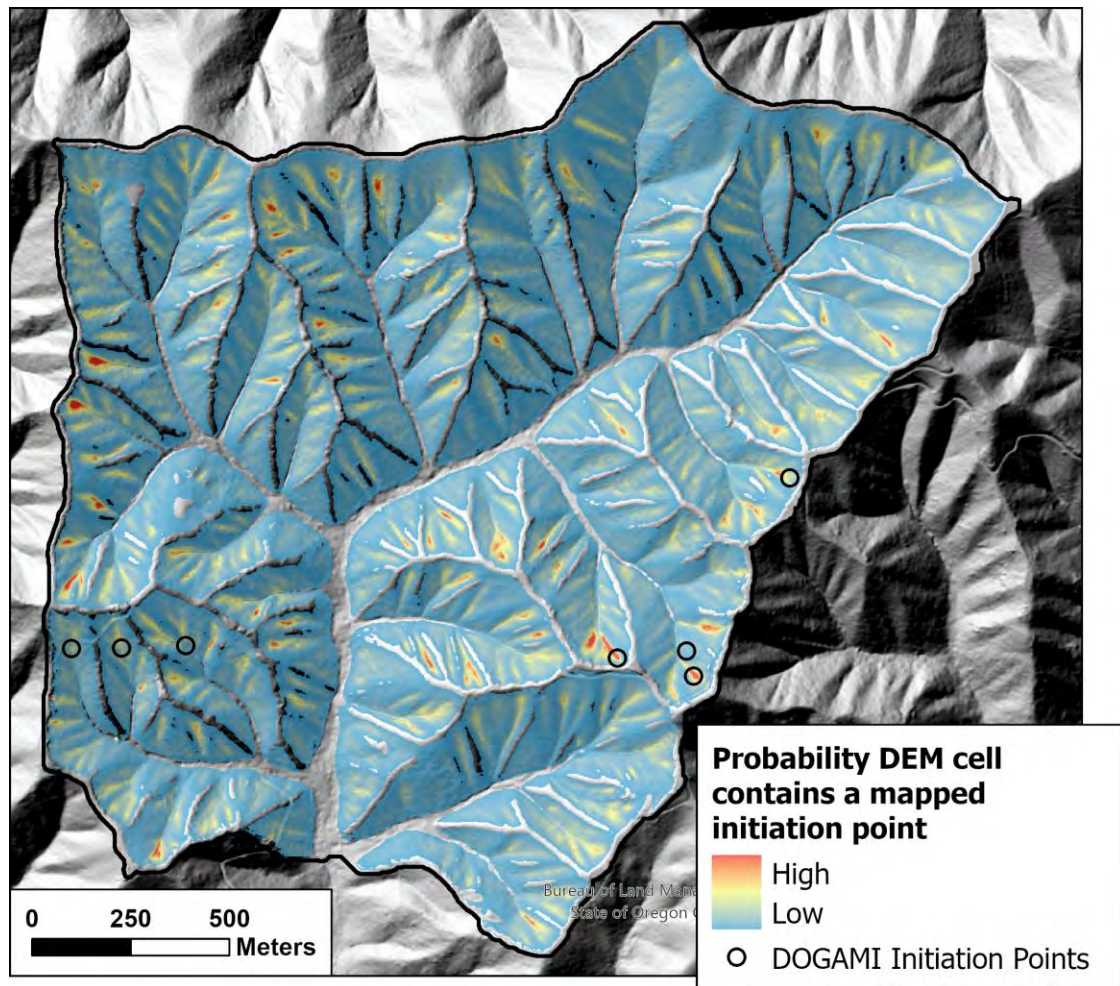 Bureau of Land Mana
State of Oregon
Probability DEM cell
contains a mapped
initiation point
High
Low
DOGAMI Initiation Points
0 250 500
Meters